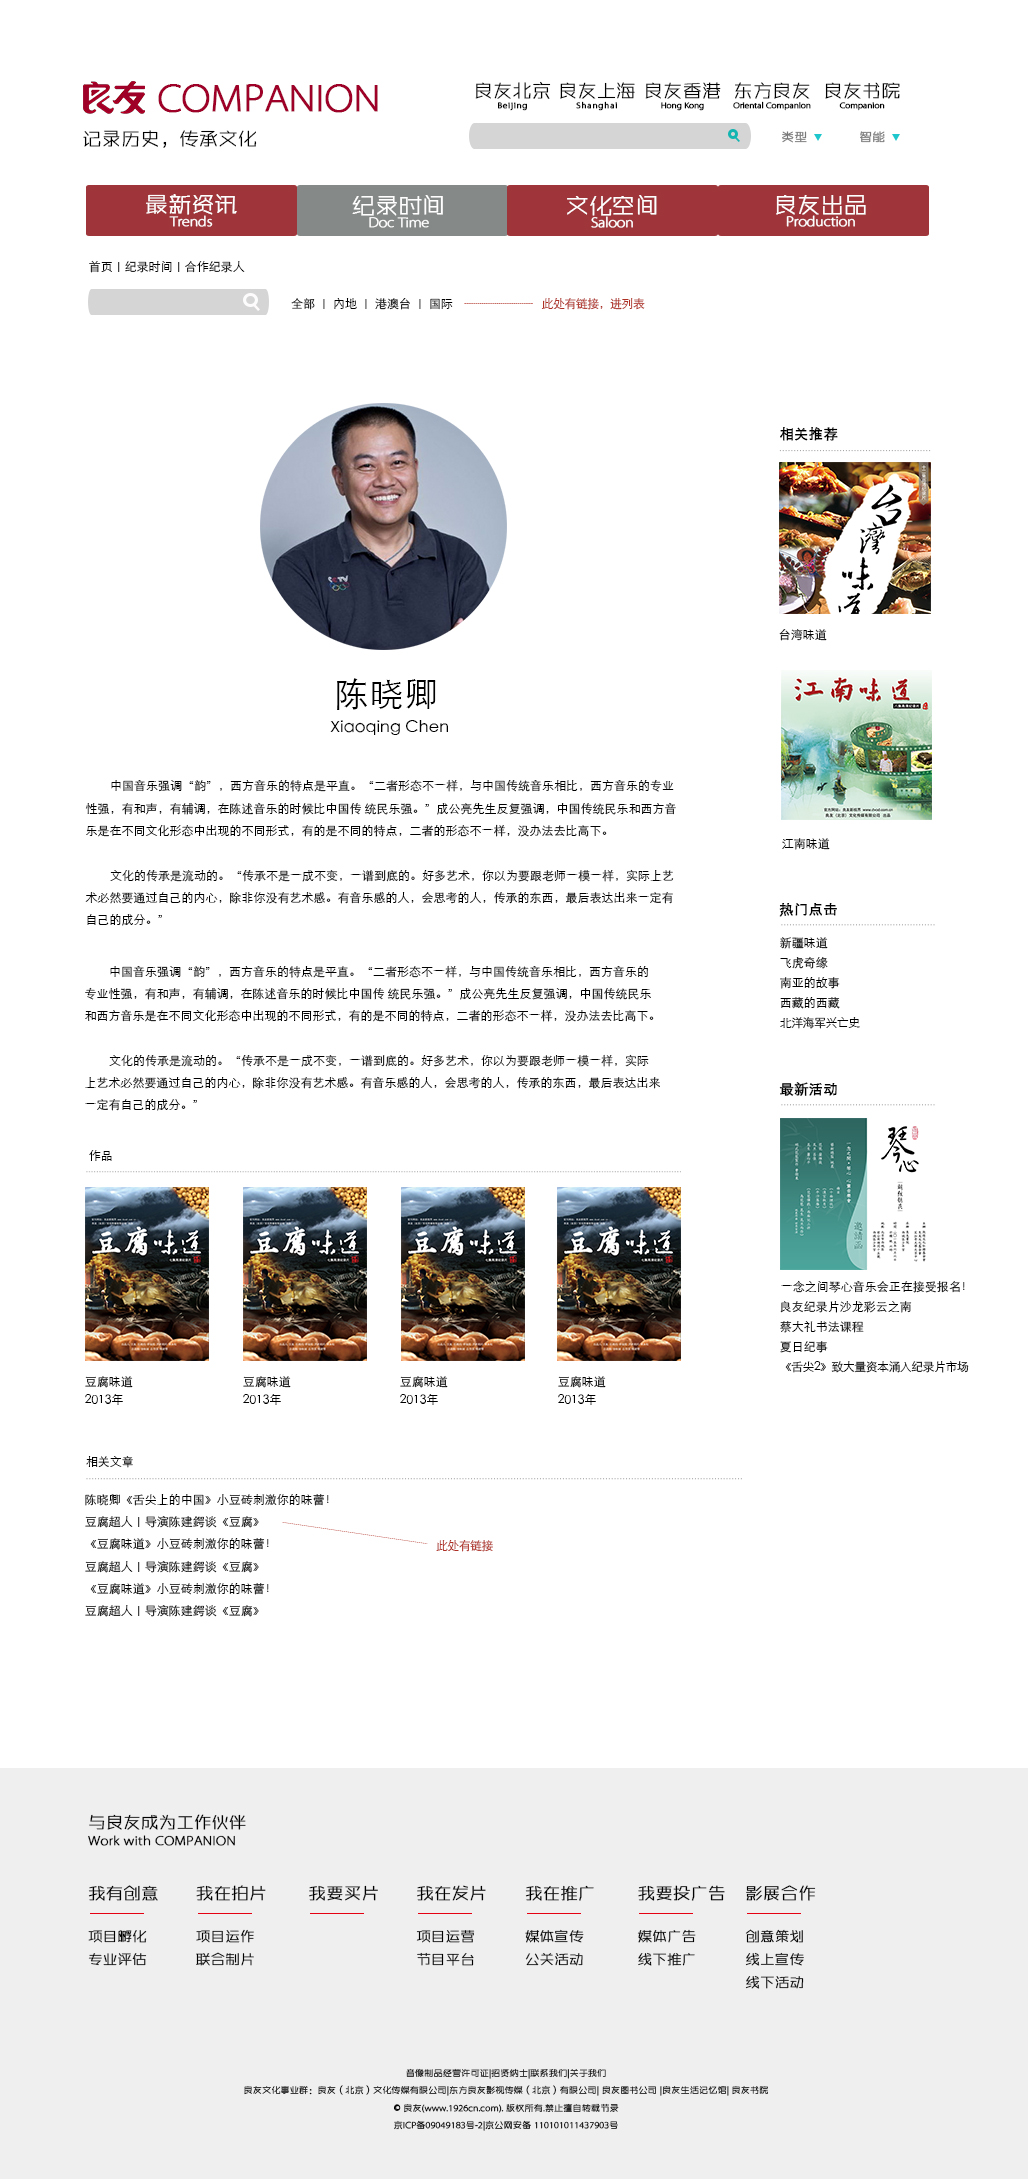 良友 COMPANION
记录历史，传承文化
良友北京 良友上海 良友香港 东方良友 良友书院
Beijing Shanghai Hong Kong Oriental Companion Companion
类型 智能
最新资讯 纪录时间 文化空间 良友出品
Trends Doc Time Saloon Production
首页丨纪录时间丨合作纪录人
全部 丨 内地 丨 港澳台 丨 国际 此处有链接，进列表
陈晓卿
Xiaoqing Chen
中国音乐强调“韵”，西方音乐的特点是平直。“二者形态不一样，与中国传统音乐相比，西方音乐的专业
性强，有和声，有辅调，在陈述音乐的时候比中国传 统民乐强。”成公亮先生反复强调，中国传统民乐和西方音
乐是在不同文化形态中出现的不同形式，有的是不同的特点，二者的形态不一样，没办法去比高下。
文化的传承是流动的。“传承不是一成不变，一谱到底的。好多艺术，你以为要跟老师一模一样，实际上艺
术必然要通过自己的内心，除非你没有艺术感。有音乐感的人，会思考的人，传承的东西，最后表达出来一定有
自己的成分。”
中国音乐强调“韵”，西方音乐的特点是平直。“二者形态不一样，与中国传统音乐相比，西方音乐的
专业性强，有和声，有辅调，在陈述音乐的时候比中国传 统民乐强。”成公亮先生反复强调，中国传统民乐
和西方音乐是在不同文化形态中出现的不同形式，有的是不同的特点，二者的形态不一样，没办法去比高下。
文化的传承是流动的。“传承不是一成不变，一谱到底的。好多艺术，你以为要跟老师一模一样，实际
上艺术必然要通过自己的内心，除非你没有艺术感。有音乐感的人，会思考的人，传承的东西，最后表达出来
一定有自己的成分。”
作品
豆腐味道 豆腐味道 豆腐味道 豆腐味道
豆腐味道 豆腐味道 豆腐味道 豆腐味道
2013年 2013年 2013年 2013年
相关文章
陈晓卿《舌尖上的中国》小豆砖刺激你的味蕾！
豆腐超人丨导演陈建鍔谈《豆腐》
《豆腐味道》小豆砖刺激你的味蕾！
此处有链接
豆腐超人丨导演陈建鍔谈《豆腐》
《豆腐味道》小豆砖刺激你的味蕾！
豆腐超人丨导演陈建鍔谈《豆腐》
相关推荐
台灣味道
台湾味道
江南味道
江南味道
热门点击
新疆味道
飞虎奇缘
南亚的故事
西藏的西藏
北洋海军兴亡史
最新活动
琴心
邀请函
一念之间琴心音乐会正在接受报名！
良友纪录片沙龙彩云之南
蔡大礼书法课程
夏日纪事
《舌尖2》致大量资本涌入纪录片市场
与良友成为工作伙伴
Work with COMPANION
我有创意 我在拍片 我要买片 我在发片 我在推广 我要投广告 影展合作
项目孵化 项目运作 项目运营 媒体宣传 媒体广告 创意策划
专业评估 联合制片 节目平台 公关活动 线下推广 线上宣传
线下活动
音像制品经营许可证|招贤纳士|联系我们|关于我们
良友文化事业群：良友（北京）文化传媒有限公司|东方良友影视传媒（北京）有限公司| 良友图书公司 |良友生活记忆馆| 良友书院
© 良友(www.1926cn.com). 版权所有.禁止擅自转载节录
京ICP备09049183号-2|京公网安备 110101011437903号